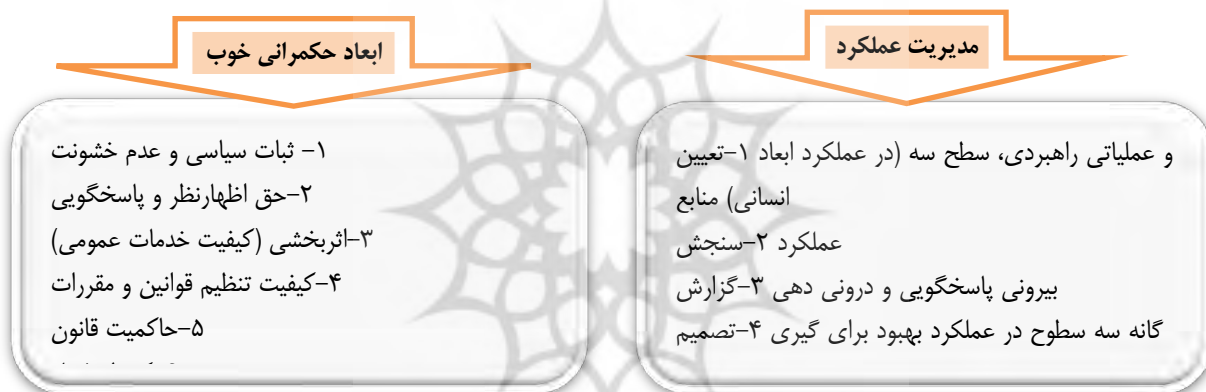 مدیریت عملکرد
و عملیاتی راهبردی، سطح سه (در عملکرد ابعاد ۱-تعیین
انسانی) منابع
عملکرد ۲-سنجش
بیرونی پاسخگویی و درونی دهی ۳-گزارش
گانه سه سطوح در عملکرد بهبود برای گیری ۴-تصمیم
ابعاد حکمرانی خوب
۱- ثبات سیاسی و عدم خشونت
۲-حق اظهارنظر و پاسخگویی
۳-اثربخشی (کیفیت خدمات عمومی)
۴-کیفیت تنظیم قوانین و مقررات
۵-حاکمیت قانون